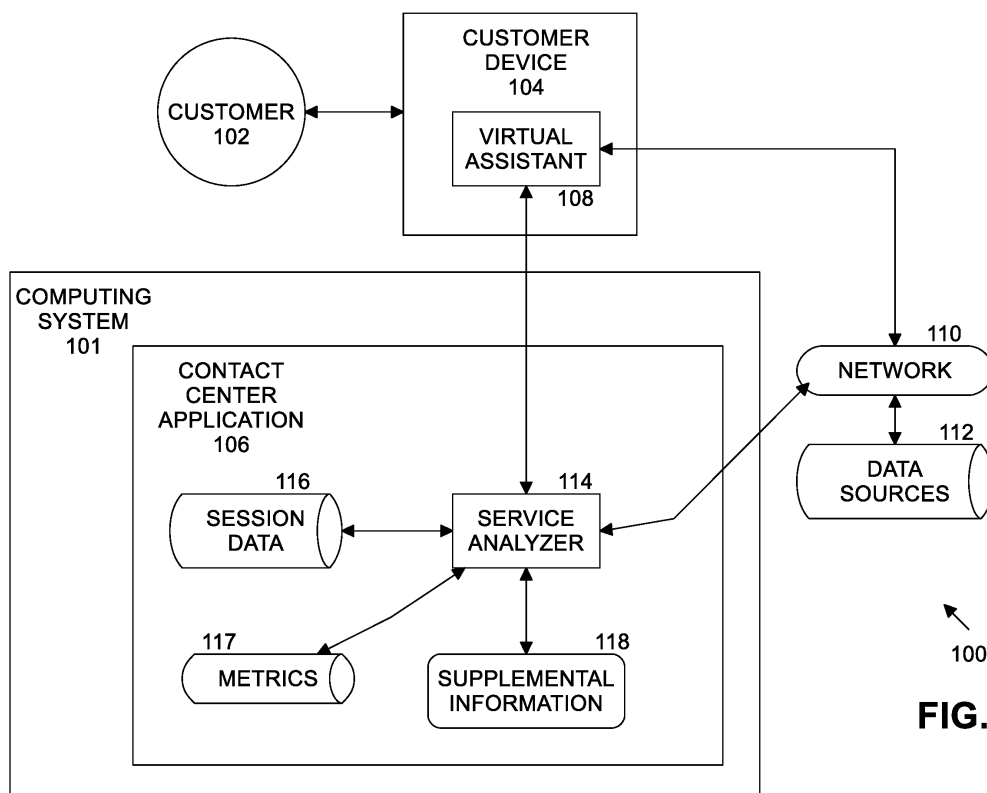 CUSTOMER
DEVICE
104
CUSTOMER
102
VIRTUAL
ASSISTANT
108
COMPUTING
SYSTEM
101
CONTACT
CENTER
APPLICATION
106
110
NETWORK
112
DATA
SOURCES
116
SESSION
DATA
114
SERVICE
ANALYZER
117
METRICS
118
SUPPLEMENTAL
INFORMATION
100
FIG.